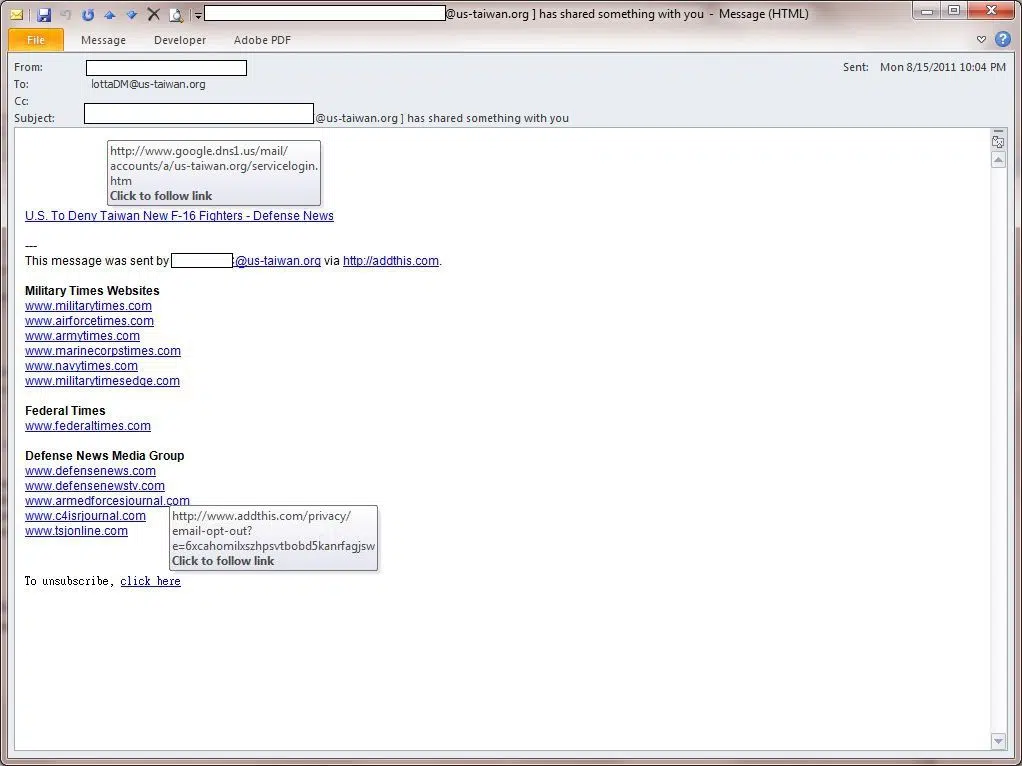 @us-taiwan.org ] has shared something with you - Message (HTML)
File Message Developer Adobe PDF
From:
Sent: Mon 8/15/2011 10:04 PM
To: lottaDM@us-taiwan.org
Cc:
Subject: @us-taiwan.org ] has shared something with you
http://www.google.dns1.us/mail/
accounts/a/us-taiwan.org/servicelogin.
htm
Click to follow link
U.S. To Deny Taiwan New F-16 Fighters - Defense News
---
This message was sent by @us-taiwan.org via http://addthis.com.
Military Times Websites
www.militarytimes.com
www.airforcetimes.com
www.armytimes.com
www.marinecorpstimes.com
www.navytimes.com
www.militarytimesedge.com
Federal Times
www.federaltimes.com
Defense News Media Group
www.defensenews.com
www.defensenewstv.com
www.armedforcesjournal.com
www.c4isrjournal.com
www.tsjonline.com
http://www.addthis.com/privacy/
email-opt-out?
e=6xcahomilxszhpsvtbobd5kanrfagjsw
Click to follow link
To unsubscribe, click here